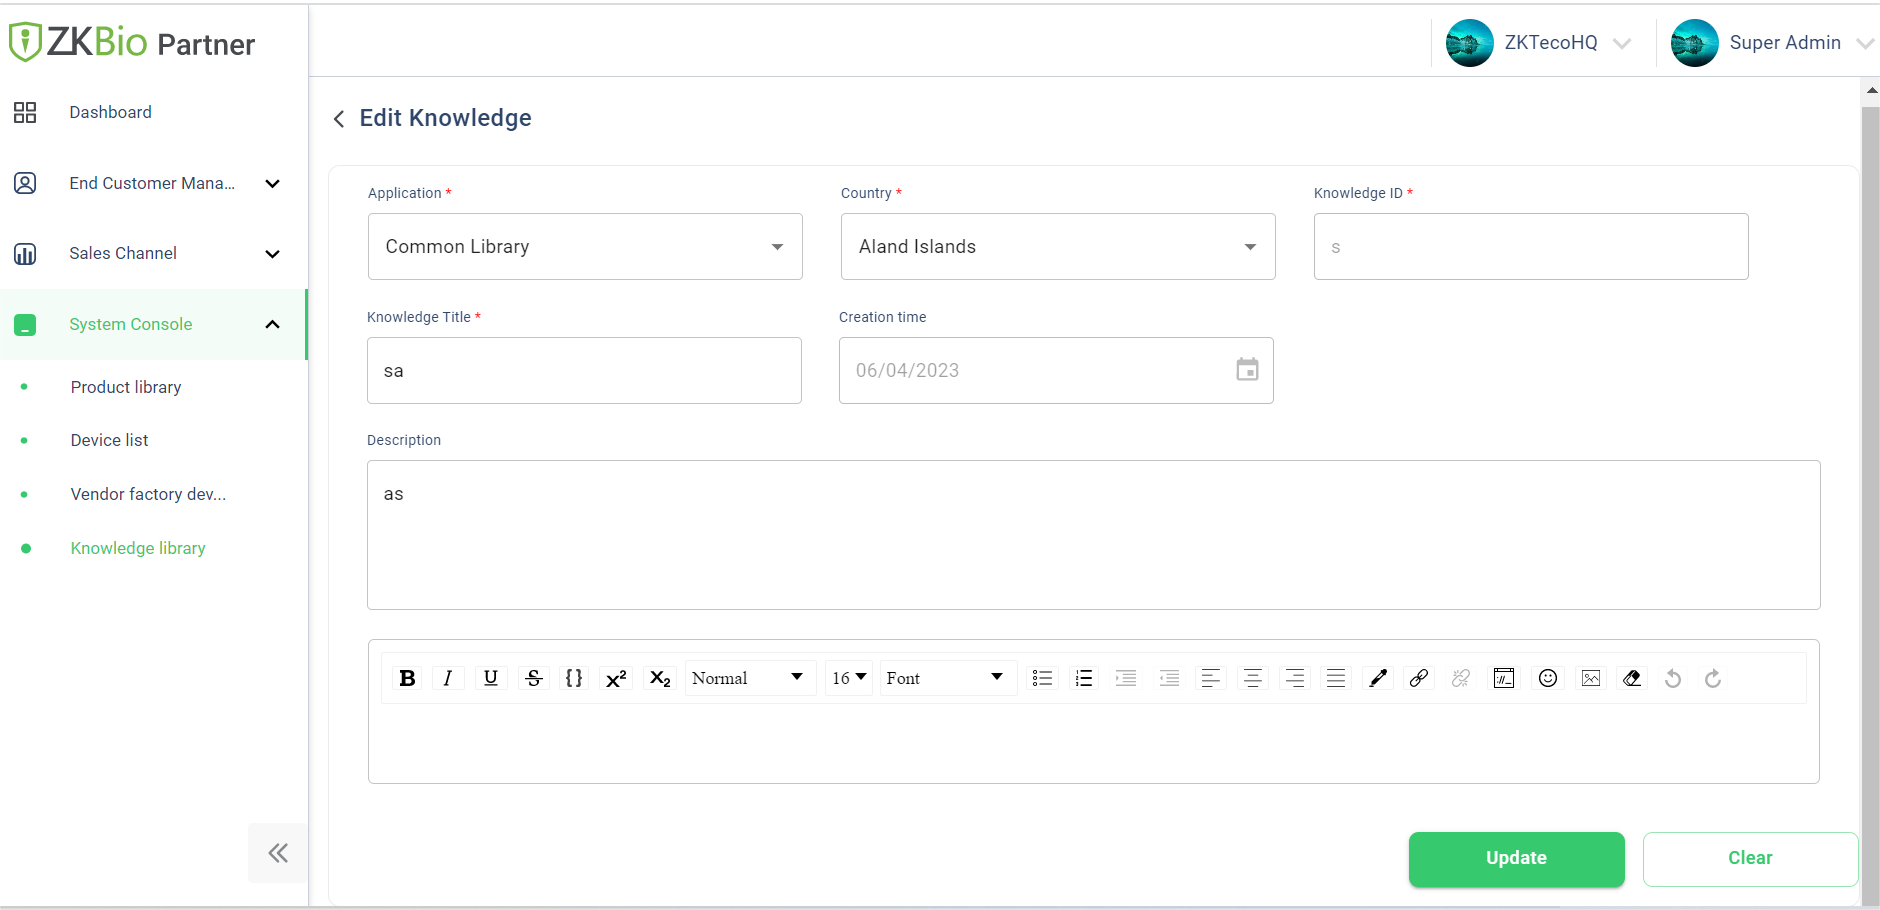 ZKBio Partner
ZKTecoHQ
Super Admin
Dashboard
End Customer Mana...
Sales Channel
System Console
Product library
Device list
Vendor factory dev...
Knowledge library
Edit Knowledge
Application *
Country *
Knowledge ID *
Common Library
Aland Islands
s
Knowledge Title *
Creation time
sa
06/04/2023
Description
as
B I U S {} x² x₂ Normal 16 Font
Update
Clear